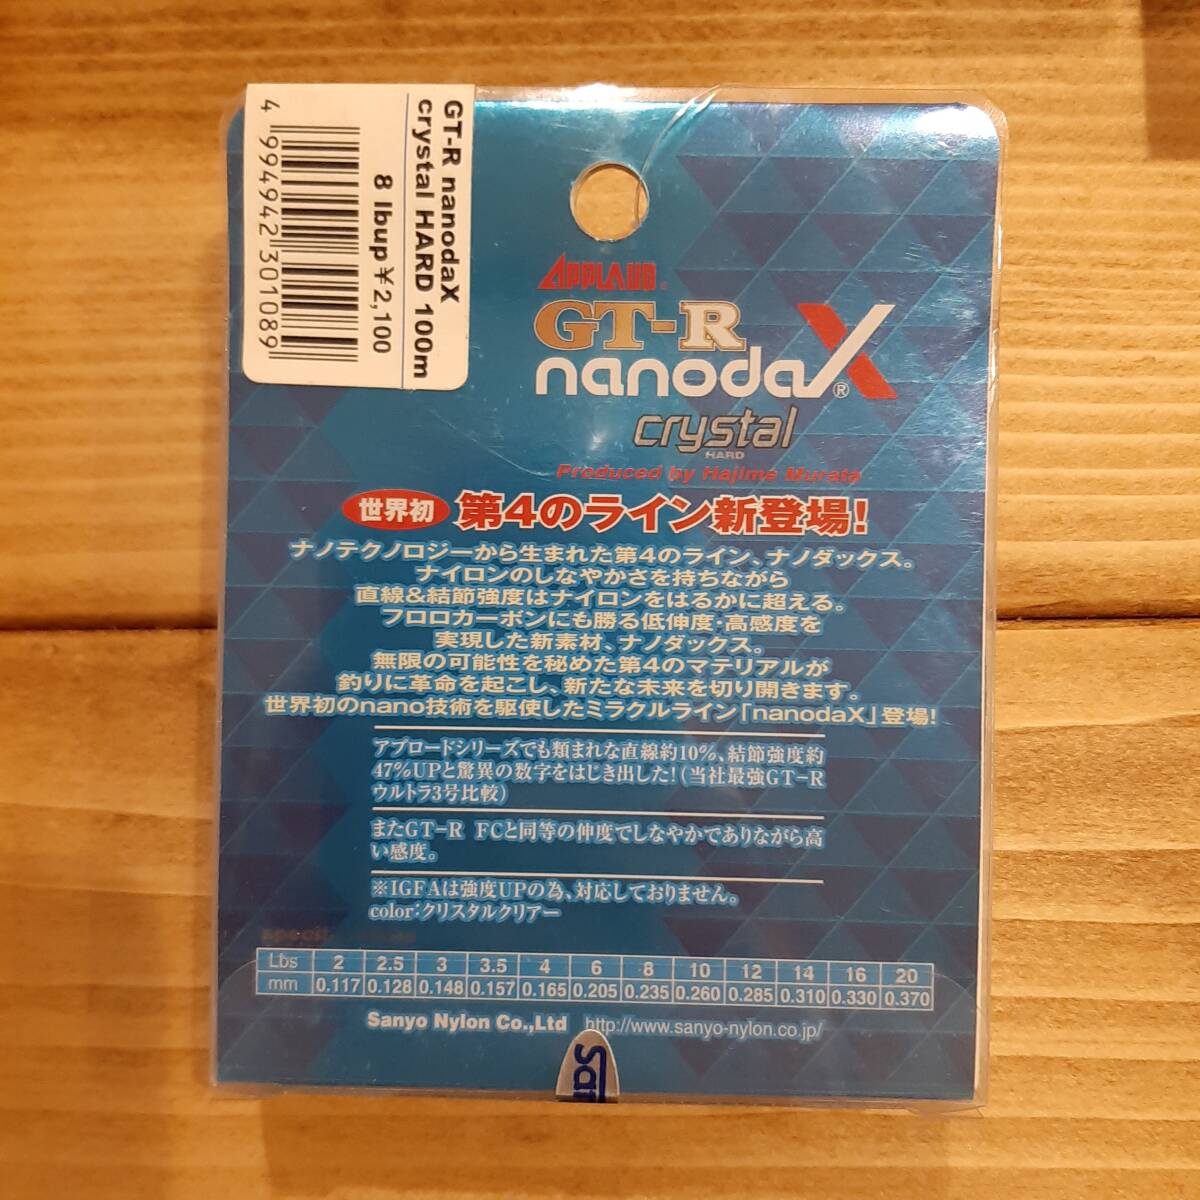 GT-R nanodaX
crystal HARD 100m
8 lbup ¥2,100
4 994942 301089
APPLAUD
GT-R
nanodaX®
crystal
HARD
Produced by Hajime Murata
世界初 第4のライン新登場!
ナノテクノロジーから生まれた第4のライン、ナノダックス。
ナイロンのしなやかさを持ちながら
直線&結節強度はナイロンをはるかに超える。
フロロカーボンにも勝る低伸度・高感度を
実現した新素材、ナノダックス。
無限の可能性を秘めた第4のマテリアルが
釣りに革命を起こし、新たな未来を切り開きます。
世界初のnano技術を駆使したミラクルライン「nanodaX」登場!
アプロードシリーズでも類まれな直線約10%、結節強度約
47%UPと驚異の数字をはじき出した!(当社最強GT-R
ウルトラ3号比較)
またGT-R FCと同等の伸度でしなやかでありながら高
い感度。
※IGFAは強度UPの為、対応しておりません。
color:クリスタルクリアー
Lbs 2 2.5 3 3.5 4 6 8 10 12 14 16 20
mm 0.117 0.128 0.148 0.157 0.165 0.205 0.235 0.260 0.285 0.310 0.330 0.370
Sanyo Nylon Co.,Ltd http://www.sanyo-nylon.co.jp/